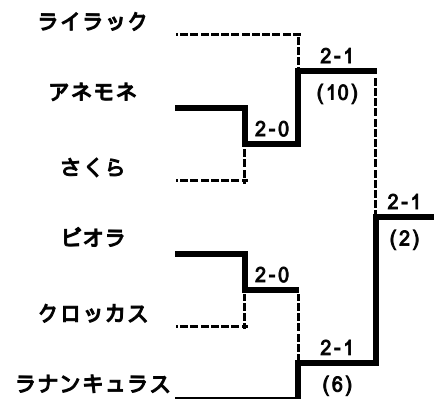 ライラック
2-1
アネモネ
(10)
2-0
さくら
2-1
ビオラ
(2)
2-0
クロッカス
2-1
ラナンキュラス
(6)